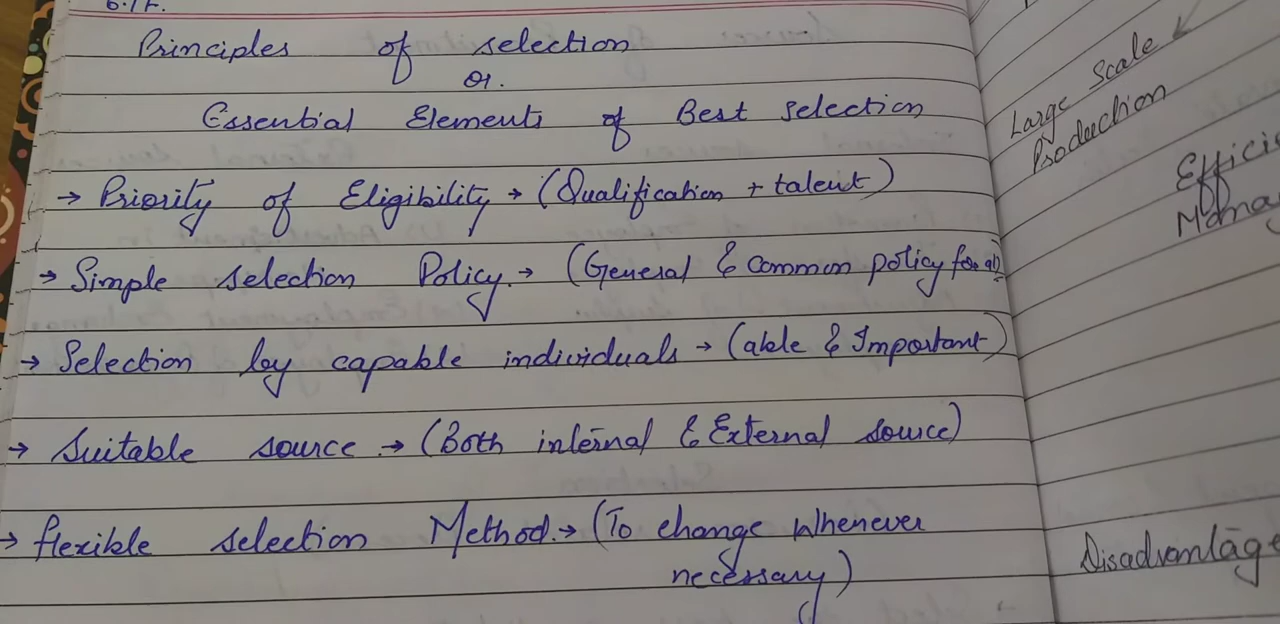 Principles of selection
or.
Essential Elements of Best selection
→ Priority of Eligibility → (Qualification + talent)
→ Simple selection Policy. → (General & common policy for all)
→ Selection by capable individuals → (able & Important)
→ Suitable source → (Both internal & External source)
→ flexible selection Method. → (To change Whenever
necessary)
Large Scale
Production
Disadvantage